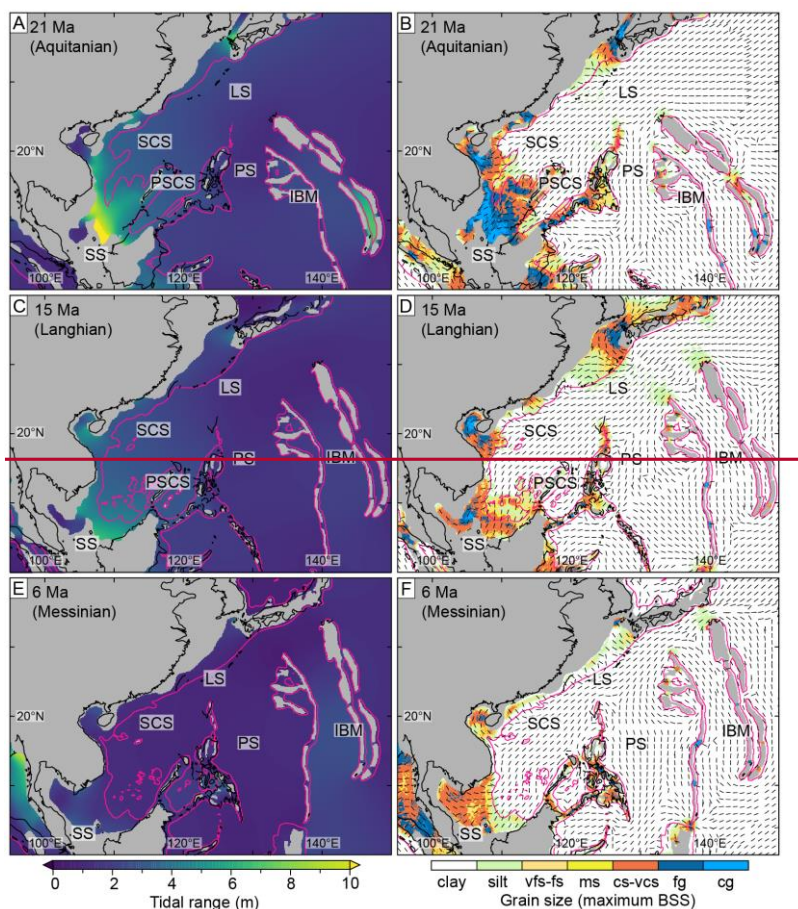 A 21 Ma (Aquitanian)
LS
SCS
20°N
PSCS
PS
IBM
SS
100°E 120°E 140°E
B 21 Ma (Aquitanian)
LS
SCS
20°N
PSCS
PS
IBM
SS
100°E 120°E 140°E
C 15 Ma (Langhian)
LS
SCS
20°N
PS
IBM
PSCS
SS
100°E 120°E 140°E
D 15 Ma (Langhian)
LS
SCS
20°N
PS
IBM
PSCS
SS
100°E 120°E 140°E
E 6 Ma (Messinian)
LS
20°N
SCS
IBM
PS
SS
100°E 120°E 140°E
F 6 Ma (Messinian)
LS
20°N
SCS
IBM
PS
SS
100°E 120°E 140°E
0 2 4 6 8 10
Tidal range (m)
clay silt vfs-fs ms cs-vcs fg cg
Grain size (maximum BSS)